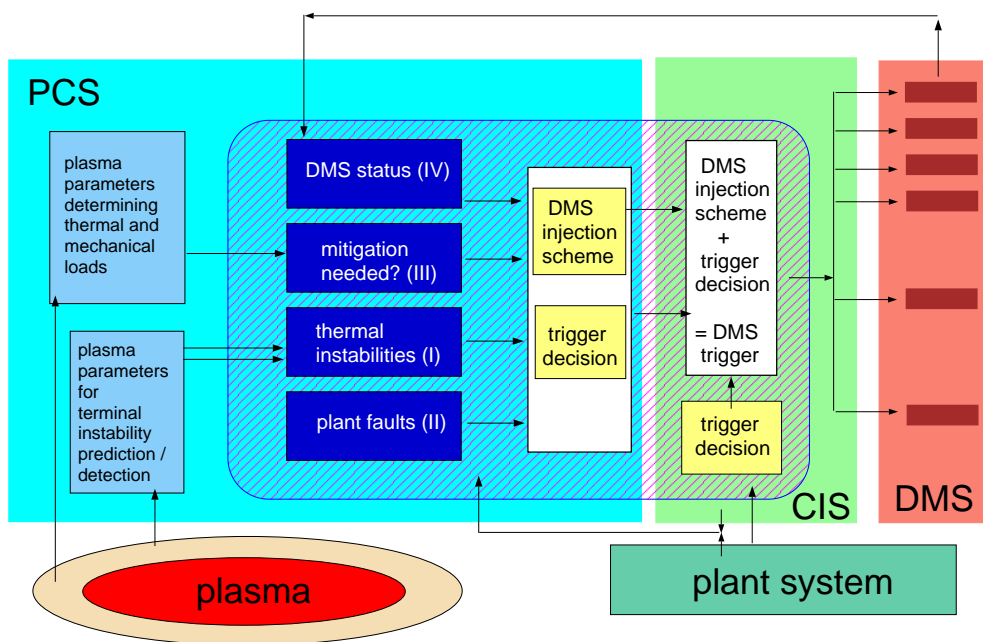 PCS
plasma
parameters
determining
thermal and
mechanical
loads
plasma
parameters
for
terminal
instability
prediction /
detection
DMS status (IV)
mitigation
needed? (III)
thermal
instabilities (I)
plant faults (II)
DMS
injection
scheme
trigger
decision
DMS
injection
scheme
+
trigger
decision
= DMS
trigger
trigger
decision
CIS
DMS
plasma
plant system